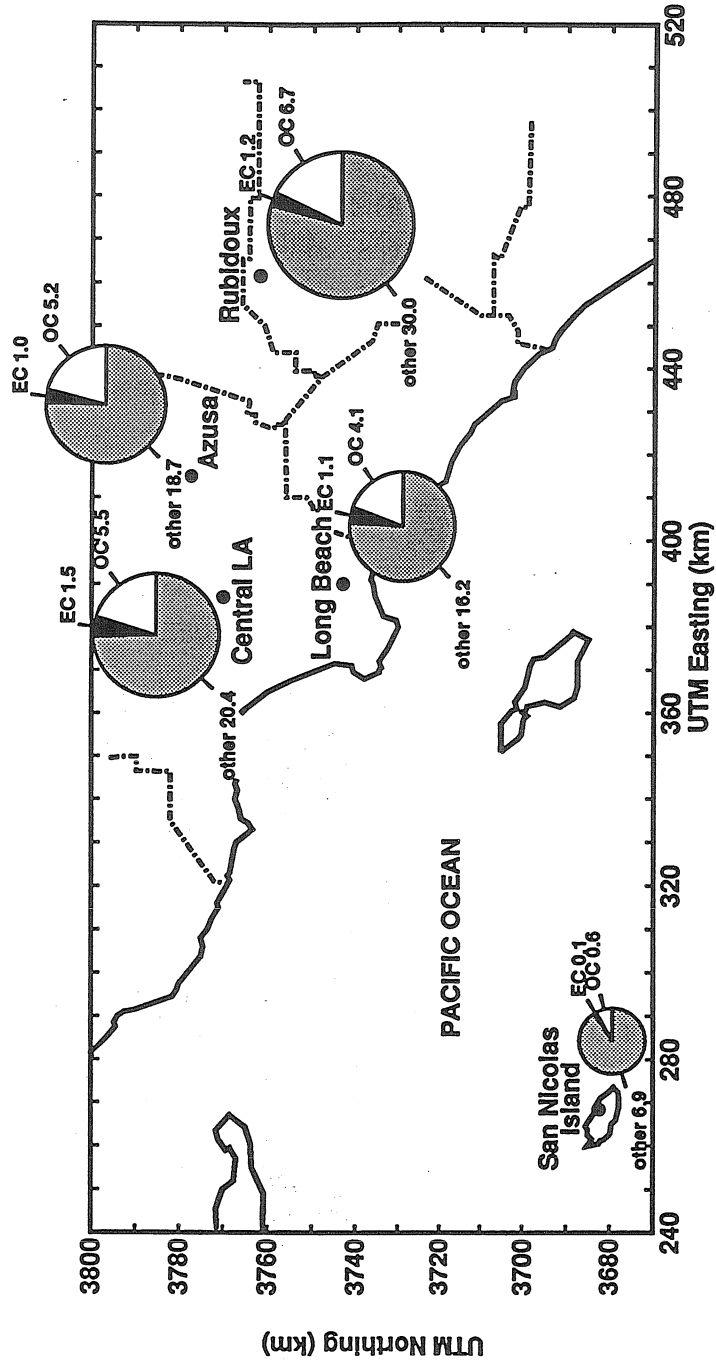 EC 1.0
OC 5.2
other 18.7
Azusa
EC 1.5
OC 5.5
other 20.4
Central LA
Rubidoux
EC 1.2
OC 6.7
other 30.0
Long Beach
EC 1.1
OC 4.1
other 16.2
PACIFIC OCEAN
San Nicolas
Island
EC 0.1
OC 0.6
other 6.9
UTM Northing (km)
3800
3780
3760
3740
3720
3700
3680
240
280
320
360
400
440
480
520
UTM Easting (km)